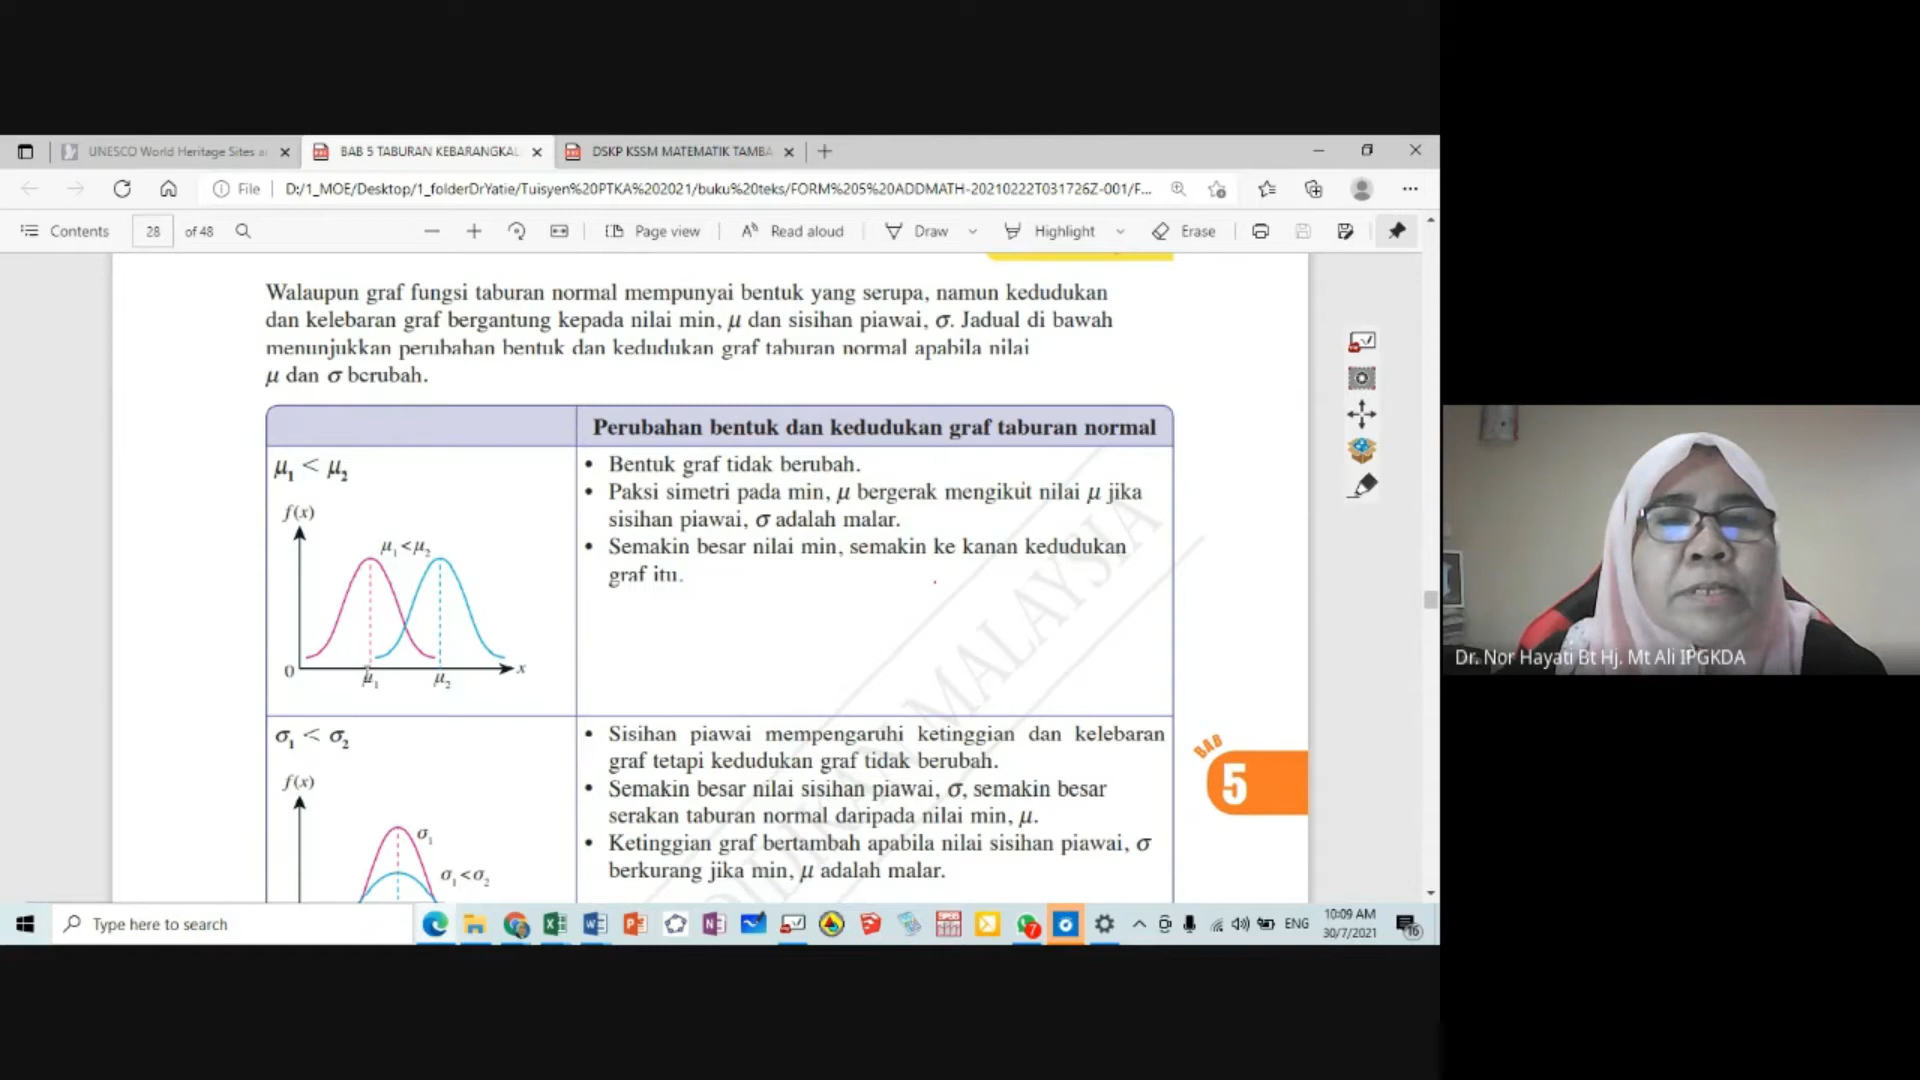 UNESCO World Heritage Sites a
BAB 5 TABURAN KEBARANGKAL
DSKP KSSM MATEMATIK TAMBA
File
D:/1_MOE/Desktop/1_folderDrYatie/Tuisyen%20PTKA%202021/buku%20teks/FORM%205%20ADDMATH-20210222T031726Z-001/F...
Contents
28
of 48
Page view
Read aloud
Draw
Highlight
Erase
Walaupun graf fungsi taburan normal mempunyai bentuk yang serupa, namun kedudukan
dan kelebaran graf bergantung kepada nilai min, μ dan sisihan piawai, σ. Jadual di bawah
menunjukkan perubahan bentuk dan kedudukan graf taburan normal apabila nilai
μ dan σ berubah.
Perubahan bentuk dan kedudukan graf taburan normal
μ₁ < μ₂
f(x)
μ₁<μ₂
0
μ₁
μ₂
x
• Bentuk graf tidak berubah.
• Paksi simetri pada min, μ bergerak mengikut nilai μ jika
sisihan piawai, σ adalah malar.
• Semakin besar nilai min, semakin ke kanan kedudukan
graf itu.
σ₁ < σ₂
f(x)
σ₁
σ₁<σ₂
• Sisihan piawai mempengaruhi ketinggian dan kelebaran
graf tetapi kedudukan graf tidak berubah.
• Semakin besar nilai sisihan piawai, σ, semakin besar
serakan taburan normal daripada nilai min, μ.
• Ketinggian graf bertambah apabila nilai sisihan piawai, σ
berkurang jika min, μ adalah malar.
DIDIKAN MALAYSIA
BAB
5
Dr. Nor Hayati Bt Hj. Mt Ali IPGKDA
Type here to search
7
ENG
10:09 AM
30/7/2021
16